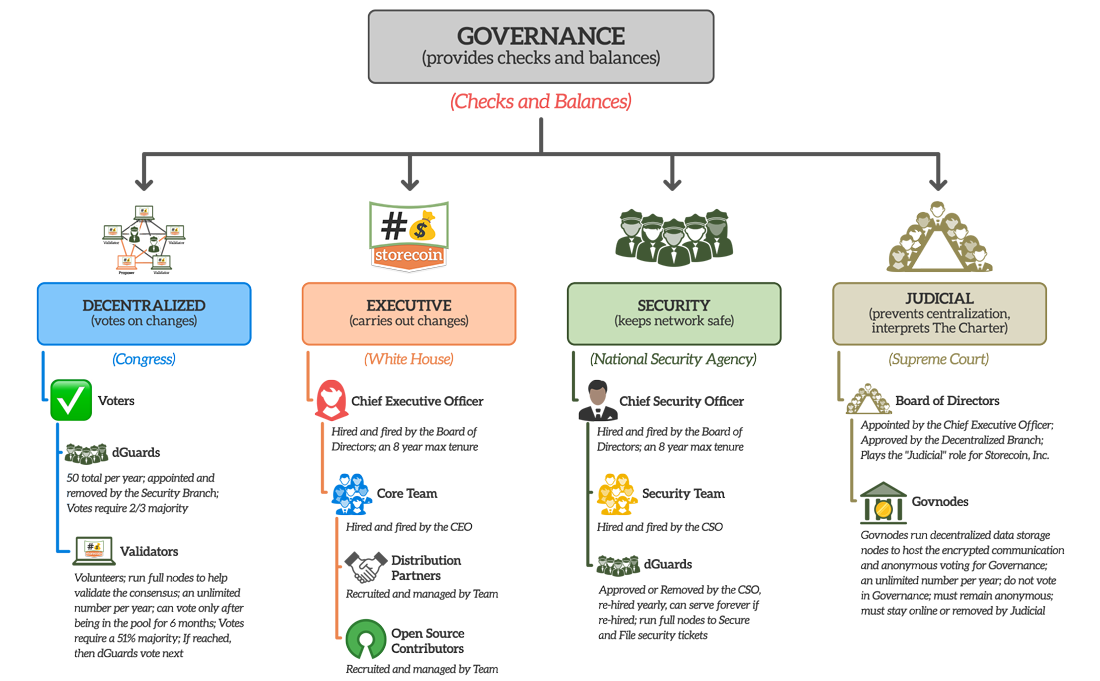 GOVERNANCE
(provides checks and balances)
(Checks and Balances)
Validator
Validator
Proposer
Validator
#$
storecoin
DECENTRALIZED
(votes on changes)
(Congress)
Voters
dGuards
50 total per year; appointed and
removed by the Security Branch;
Votes require 2/3 majority
Validators
Volunteers; run full nodes to help
validate the consensus; an unlimited
number per year; can vote only after
being in the pool for 6 months; Votes
require a 51% majority; If reached,
then dGuards vote next
EXECUTIVE
(carries out changes)
(White House)
Chief Executive Officer
Hired and fired by the Board of
Directors; an 8 year max tenure
Core Team
Hired and fired by the CEO
Distribution
Partners
Recruited and managed by Team
Open Source
Contributors
Recruited and managed by Team
SECURITY
(keeps network safe)
(National Security Agency)
Chief Security Officer
Hired and fired by the Board of
Directors; an 8 year max tenure
Security Team
Hired and fired by the CSO
dGuards
Approved or Removed by the CSO,
re-hired yearly, can serve forever if
re-hired; run full nodes to Secure
and File security tickets
JUDICIAL
(prevents centralization,
interprets The Charter)
(Supreme Court)
Board of Directors
Appointed by the Chief Executive Officer;
Approved by the Decentralized Branch;
Plays the "Judicial" role for Storecoin, Inc.
Govnodes
Govnodes run decentralized data storage
nodes to host the encrypted communication
and anonymous voting for Governance;
an unlimited number per year; do not vote
in Governance; must remain anonymous;
must stay online or removed by Judicial